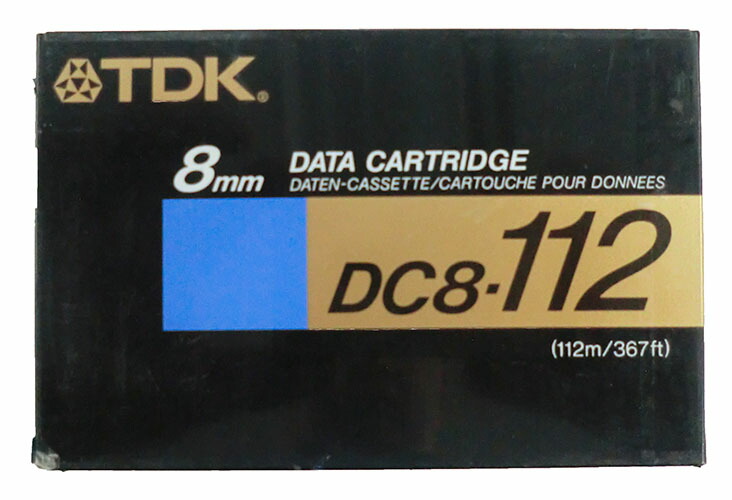 TDK®
8mm DATA CARTRIDGE
DATEN-CASSETTE/CARTOUCHE POUR DONNEES
DC8-112
(112m/367ft)